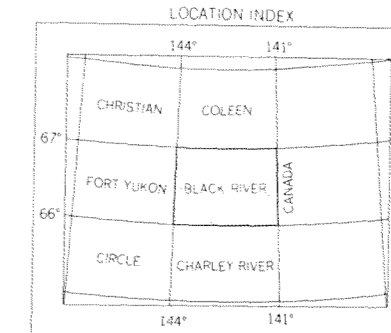 LOCATION INDEX
144° 141°
CHRISTIAN COLEEN
67°
FORT YUKON BLACK RIVER CANADA
66°
CIRCLE CHARLEY RIVER
144° 141°